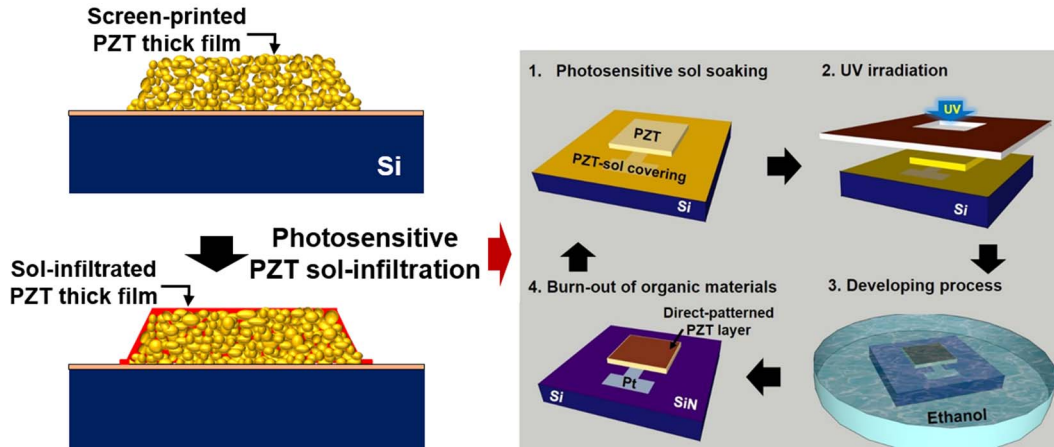 Screen-printed
PZT thick film
Si
Photosensitive
PZT sol-infiltration
Sol-infiltrated
PZT thick film
1. Photosensitive sol soaking
PZT
PZT-sol covering
Si
2. UV irradiation
UV
Si
3. Developing process
Ethanol
4. Burn-out of organic materials
Direct-patterned
PZT layer
Pt
Si
SiN